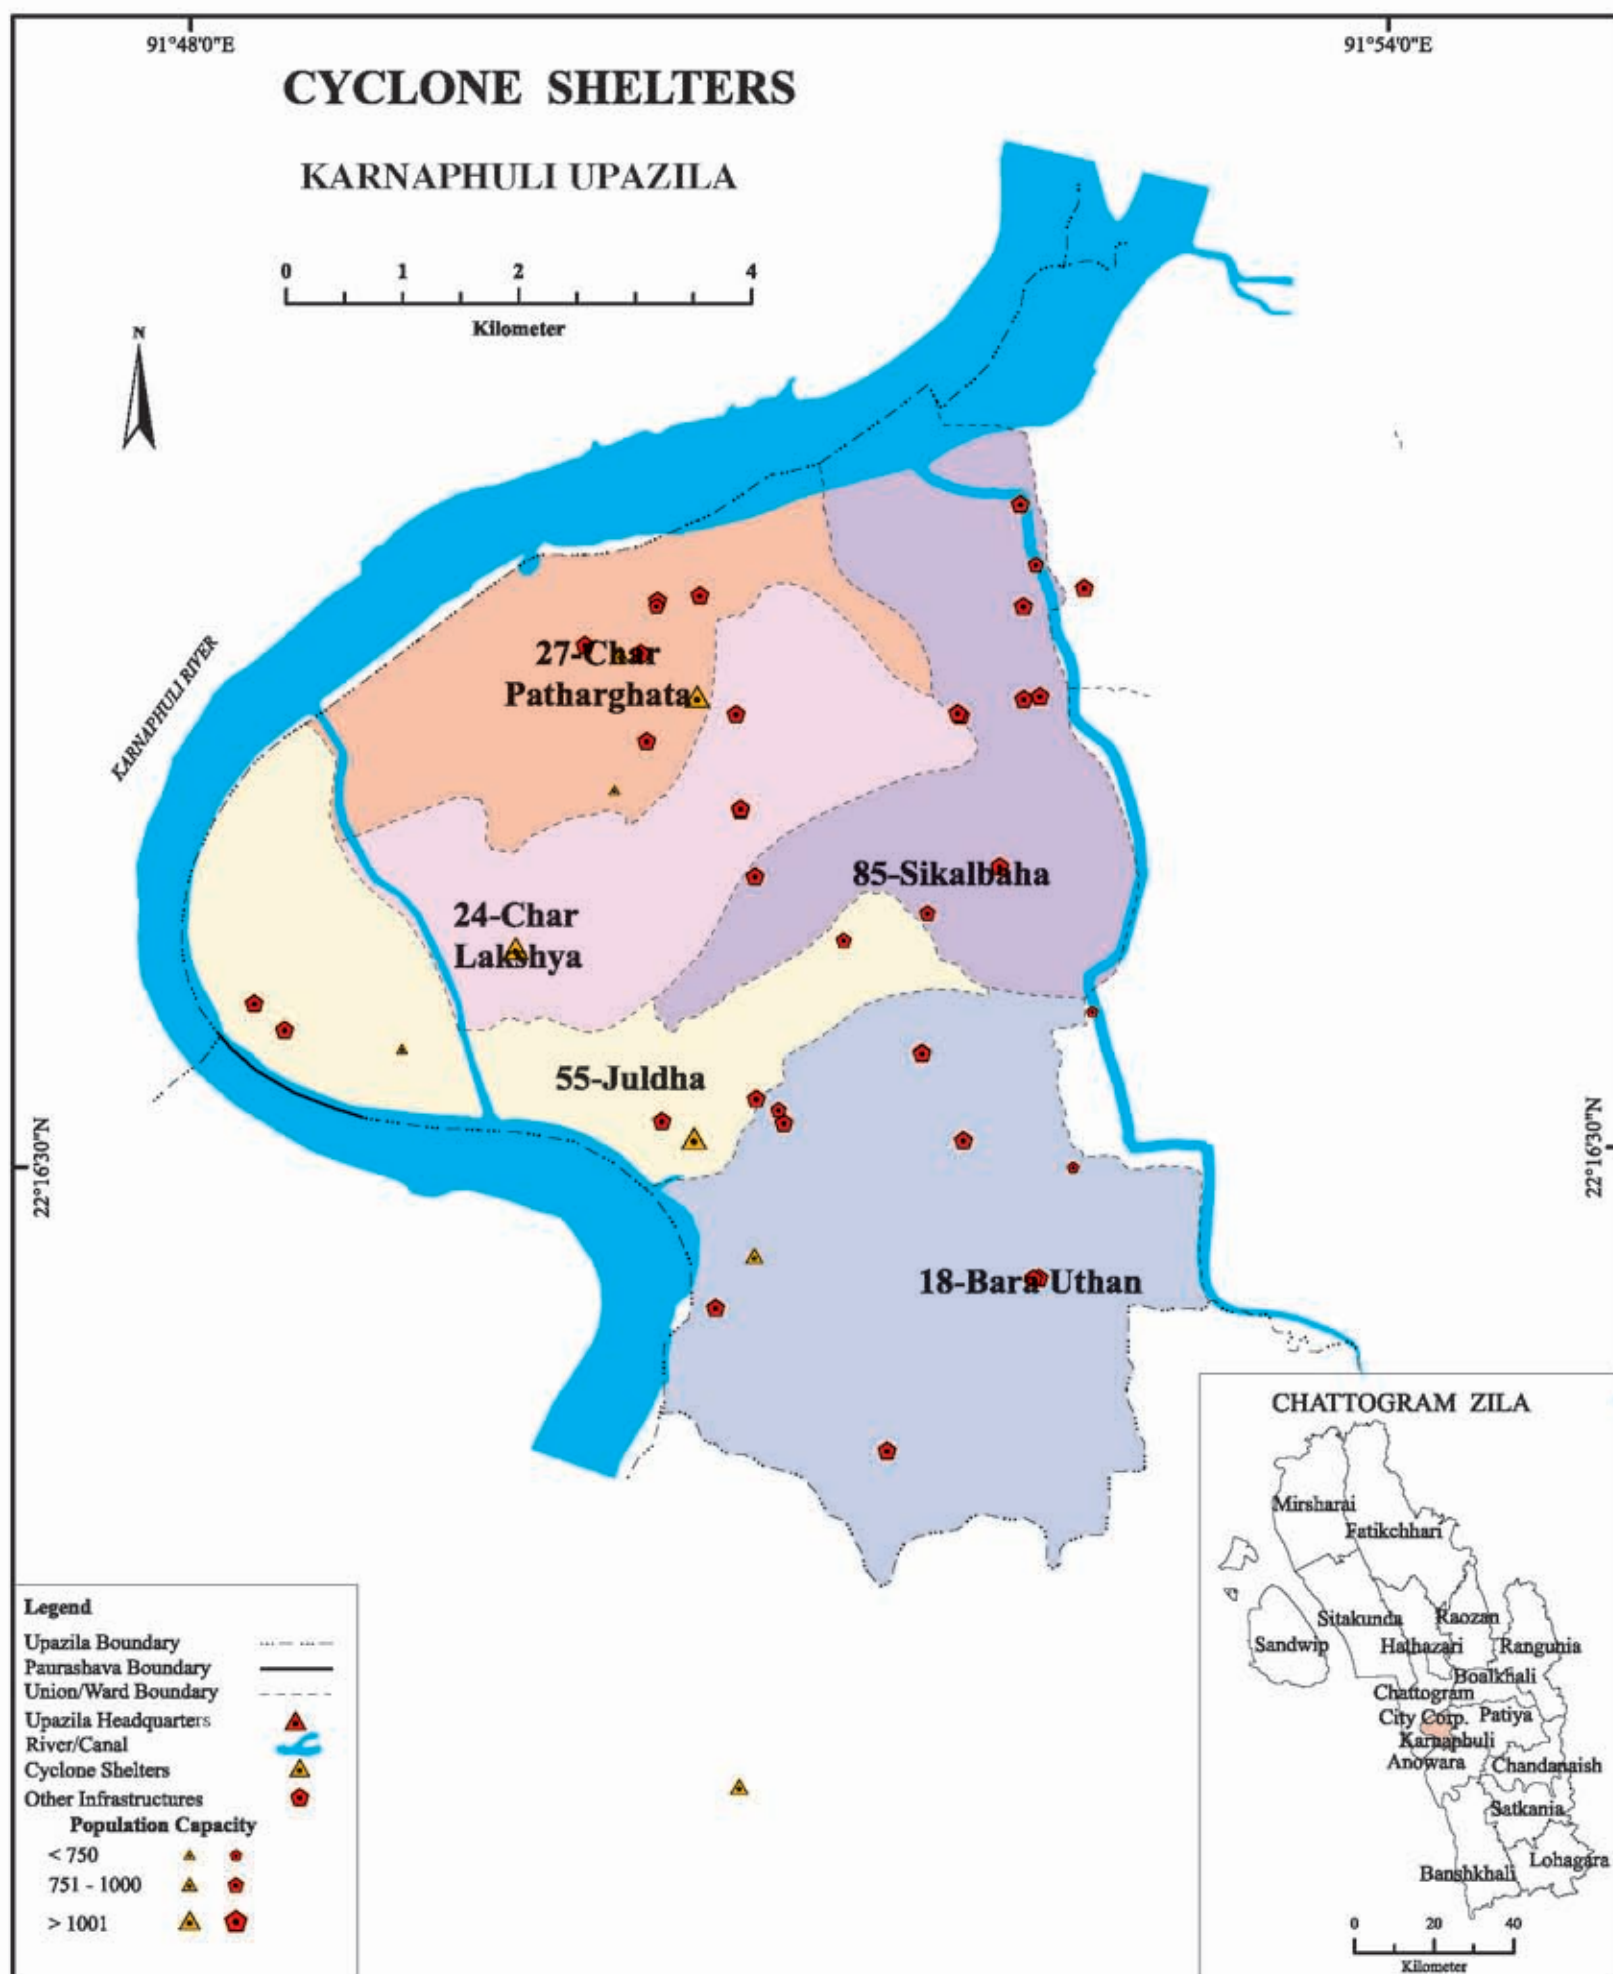 91°48'0"E
91°54'0"E
CYCLONE SHELTERS
KARNAPHULI UPAZILA
0 1 2 4
Kilometer
N
KARNAPHULI RIVER
27-Char
Patharghata
85-Sikalbaha
24-Char
Lakshya
55-Juldha
22°16'30"N
22°16'30"N
18-Bara Uthan
CHATTOGRAM ZILA
Mirsharai
Fatikchhari
Sitakunda
Raozan
Sandwip
Hathazari
Rangunia
Boalkhali
Chattogram
City Corp.
Patiya
Karnaphuli
Anowara
Chandanaish
Satkania
Lohagara
Banshkhali
0 20 40
Kilometer
Legend
Upazila Boundary
Paurashava Boundary
Union/Ward Boundary
Upazila Headquarters
River/Canal
Cyclone Shelters
Other Infrastructures
Population Capacity
< 750
751 - 1000
> 1001